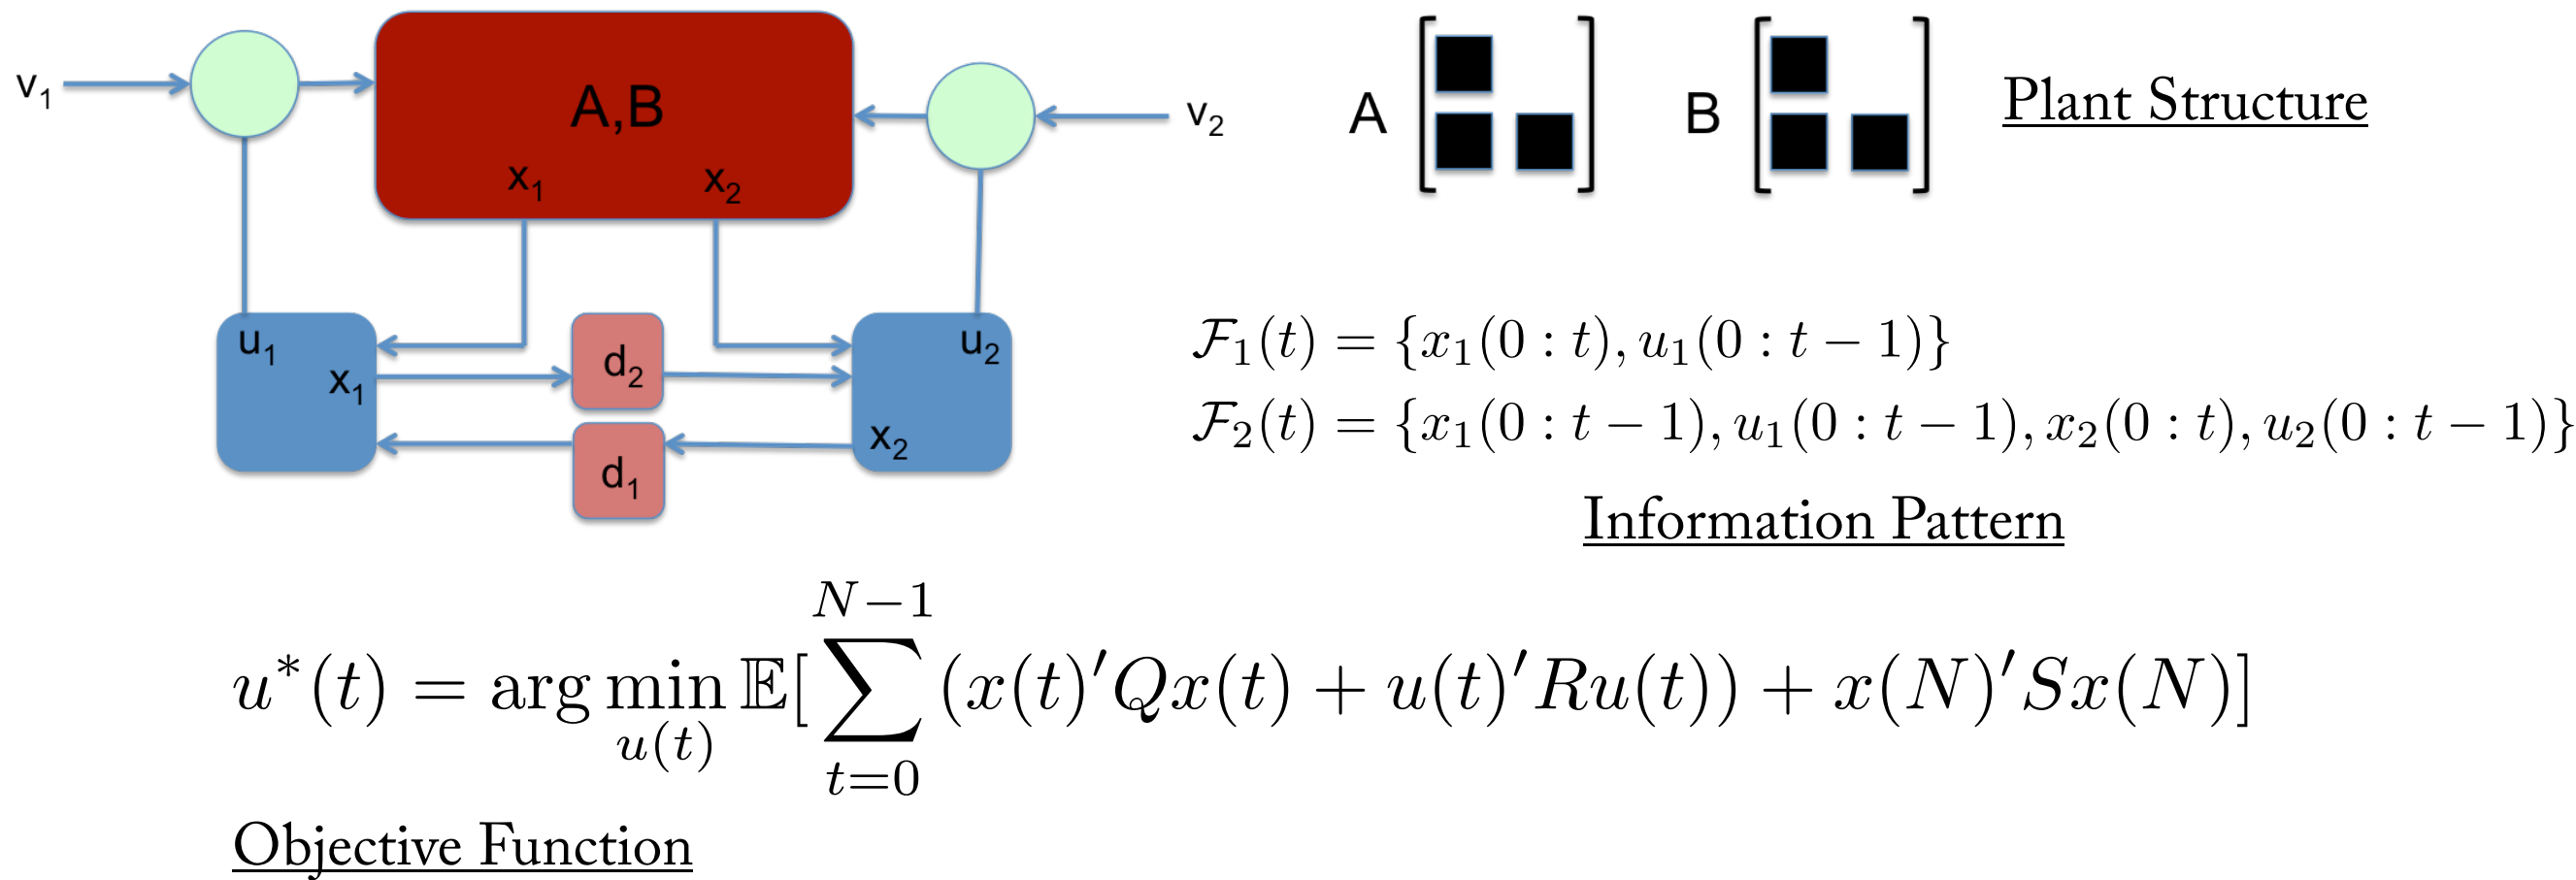 v₁
A,B
x₁ x₂
v₂
A
B
Plant Structure
u₁
x₁
d₂
u₂
x₂
d₁
ℱ₁(t) = {x₁(0 : t), u₁(0 : t − 1)}
ℱ₂(t) = {x₁(0 : t − 1), u₁(0 : t − 1), x₂(0 : t), u₂(0 : t − 1)}
Information Pattern
u*(t) = arg min_{u(t)} 𝔼[ ∑_{t=0}^{N−1} (x(t)′Qx(t) + u(t)′Ru(t)) + x(N)′Sx(N)]
Objective Function